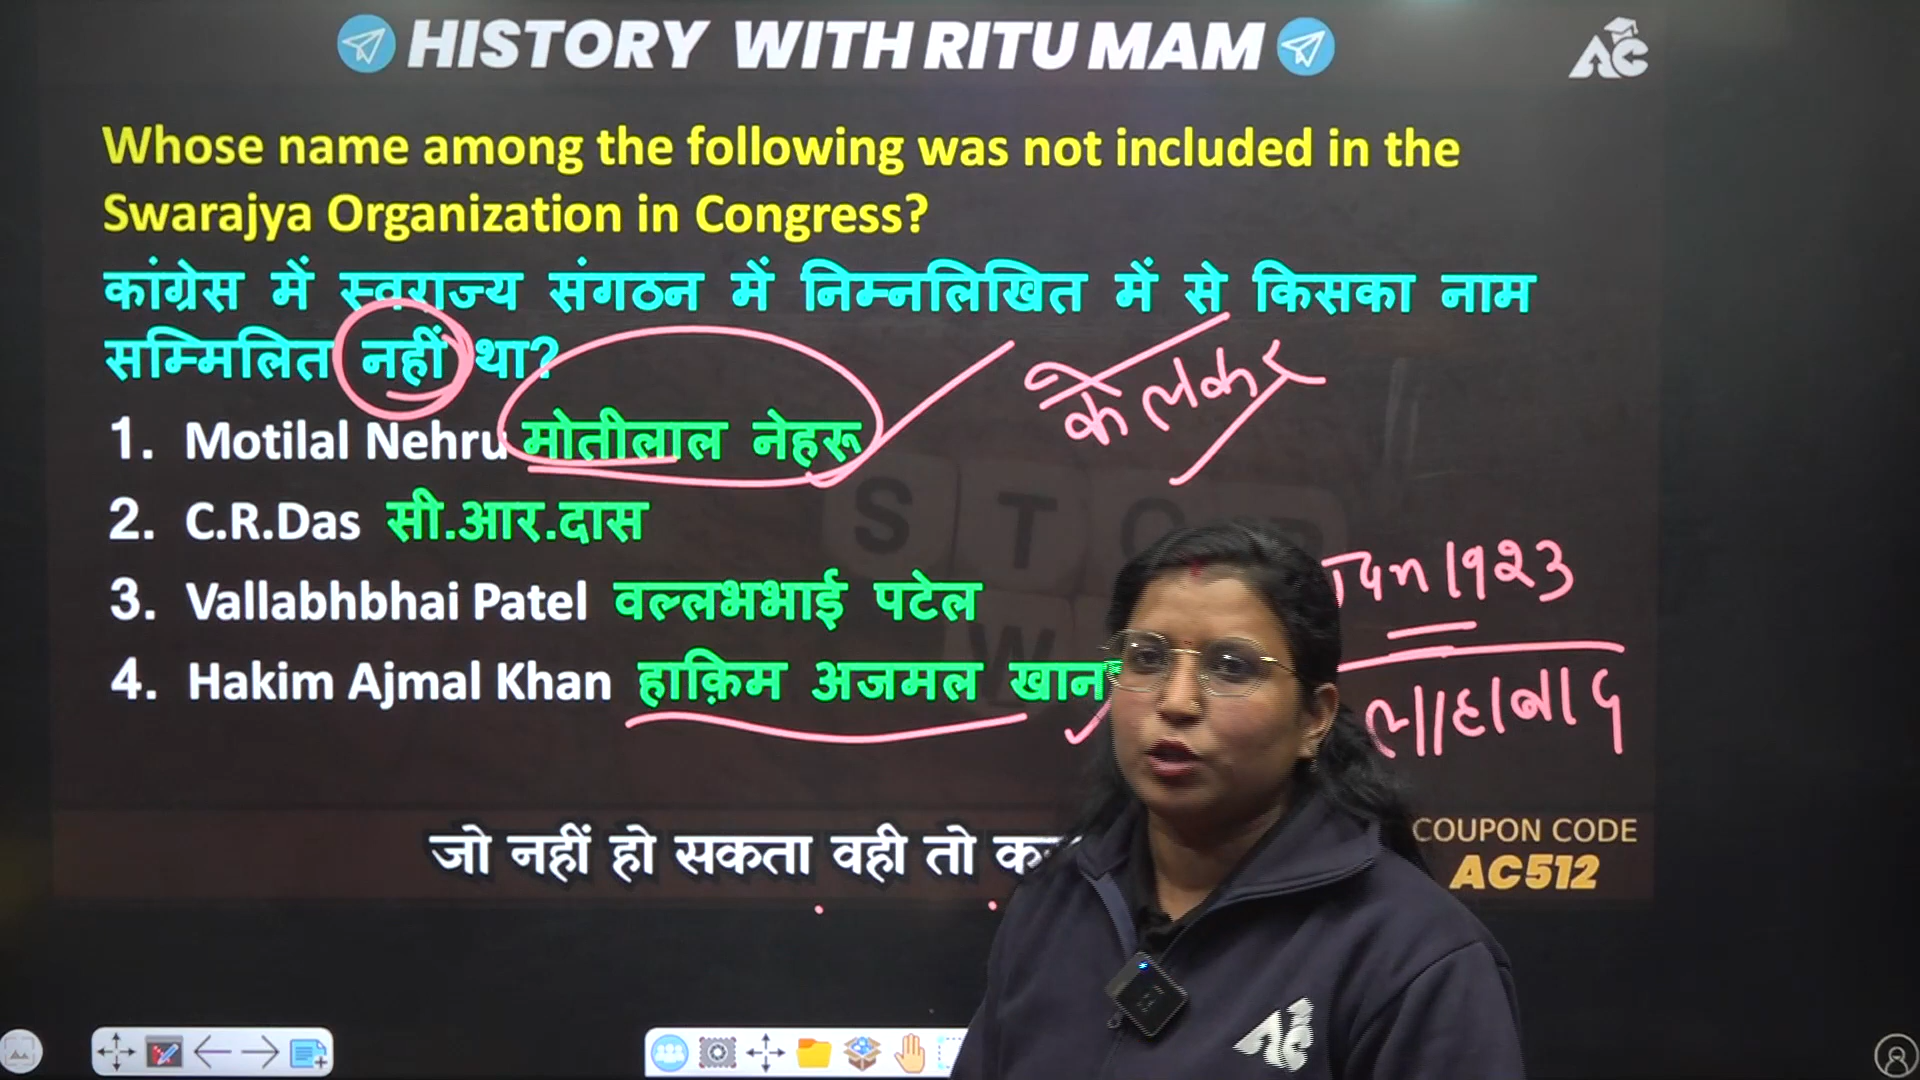 HISTORY WITH RITU MAM
AC
Whose name among the following was not included in the
Swarajya Organization in Congress?
कांग्रेस में स्वराज्य संगठन में निम्नलिखित में से किसका नाम
सम्मिलित नहीं था?
केलकर
1. Motilal Nehru मोतीलाल नेहरू
2. C.R.Das सी.आर.दास
1923
3. Vallabhbhai Patel वल्लभभाई पटेल
4. Hakim Ajmal Khan हाक़िम अजमल खान
जो नहीं हो सकता वही तो
COUPON CODE
AC512
AC